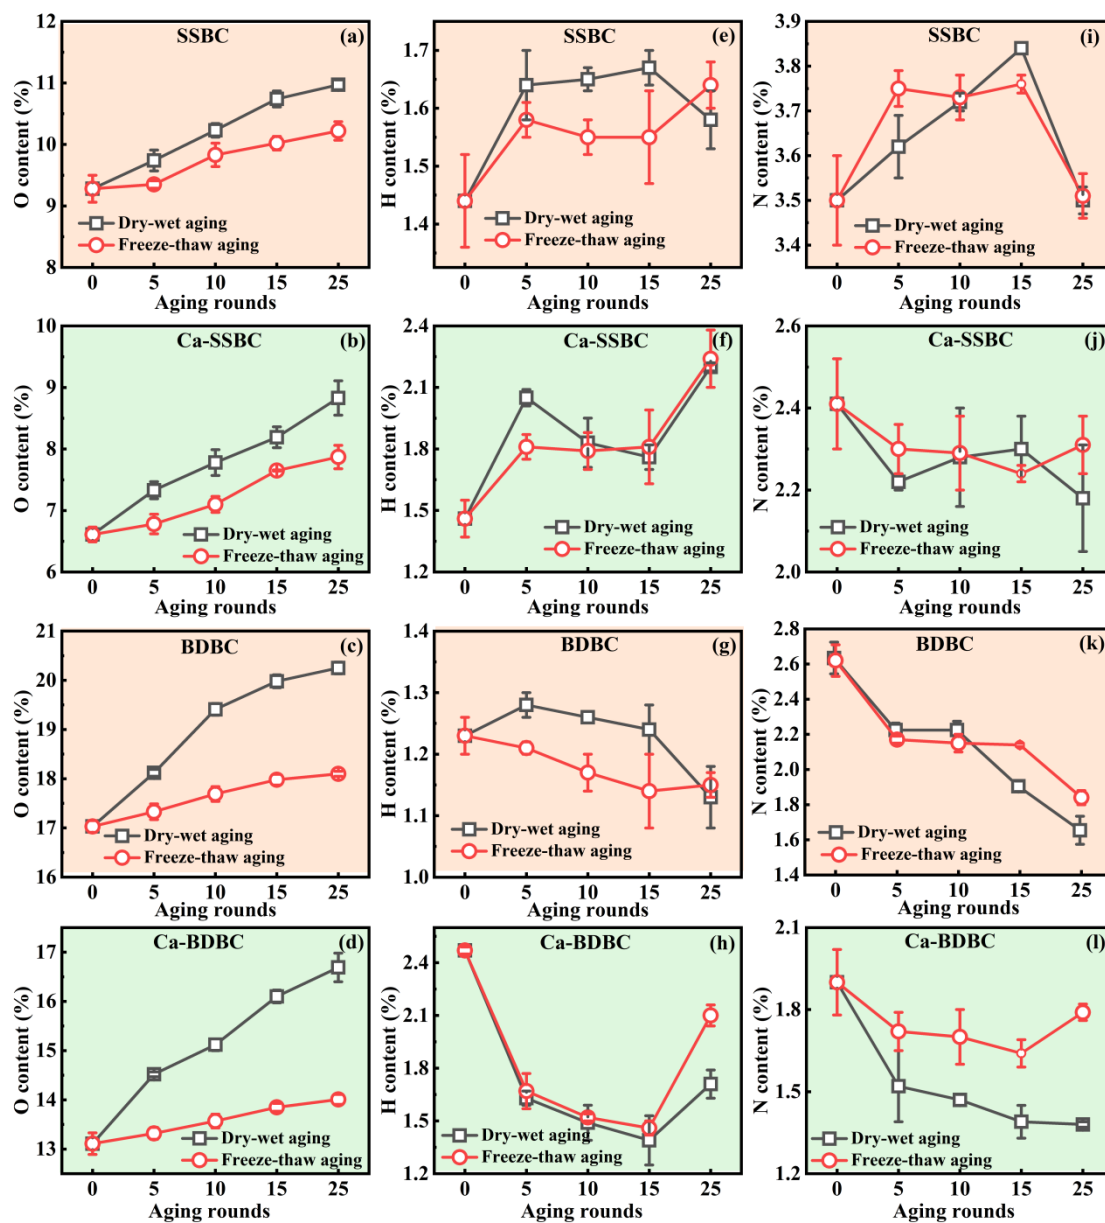 SSBC (a)
O content (%)
12
11
10
9
8
Dry-wet aging
Freeze-thaw aging
0 5 10 15 25
Aging rounds
SSBC (e)
H content (%)
1.7
1.6
1.5
1.4
Dry-wet aging
Freeze-thaw aging
0 5 10 15 25
Aging rounds
SSBC (i)
N content (%)
3.9
3.8
3.7
3.6
3.5
3.4
Dry-wet aging
Freeze-thaw aging
0 5 10 15 25
Aging rounds
Ca-SSBC (b)
O content (%)
10
9
8
7
6
Dry-wet aging
Freeze-thaw aging
0 5 10 15 25
Aging rounds
Ca-SSBC (f)
H content (%)
2.4
2.1
1.8
1.5
1.2
Dry-wet aging
Freeze-thaw aging
0 5 10 15 25
Aging rounds
Ca-SSBC (j)
N content (%)
2.6
2.4
2.2
2.0
Dry-wet aging
Freeze-thaw aging
0 5 10 15 25
Aging rounds
BDBC (c)
O content (%)
21
20
19
18
17
16
Dry-wet aging
Freeze-thaw aging
0 5 10 15 25
Aging rounds
BDBC (g)
H content (%)
1.4
1.3
1.2
1.1
1.0
Dry-wet aging
Freeze-thaw aging
0 5 10 15 25
Aging rounds
BDBC (k)
N content (%)
2.8
2.6
2.4
2.2
2.0
1.8
1.6
1.4
Dry-wet aging
Freeze-thaw aging
0 5 10 15 25
Aging rounds
Ca-BDBC (d)
O content (%)
17
16
15
14
13
Dry-wet aging
Freeze-thaw aging
0 5 10 15 25
Aging rounds
Ca-BDBC (h)
H content (%)
2.4
2.1
1.8
1.5
1.2
Dry-wet aging
Freeze-thaw aging
0 5 10 15 25
Aging rounds
Ca-BDBC (l)
N content (%)
2.1
1.8
1.5
1.2
Dry-wet aging
Freeze-thaw aging
0 5 10 15 25
Aging rounds